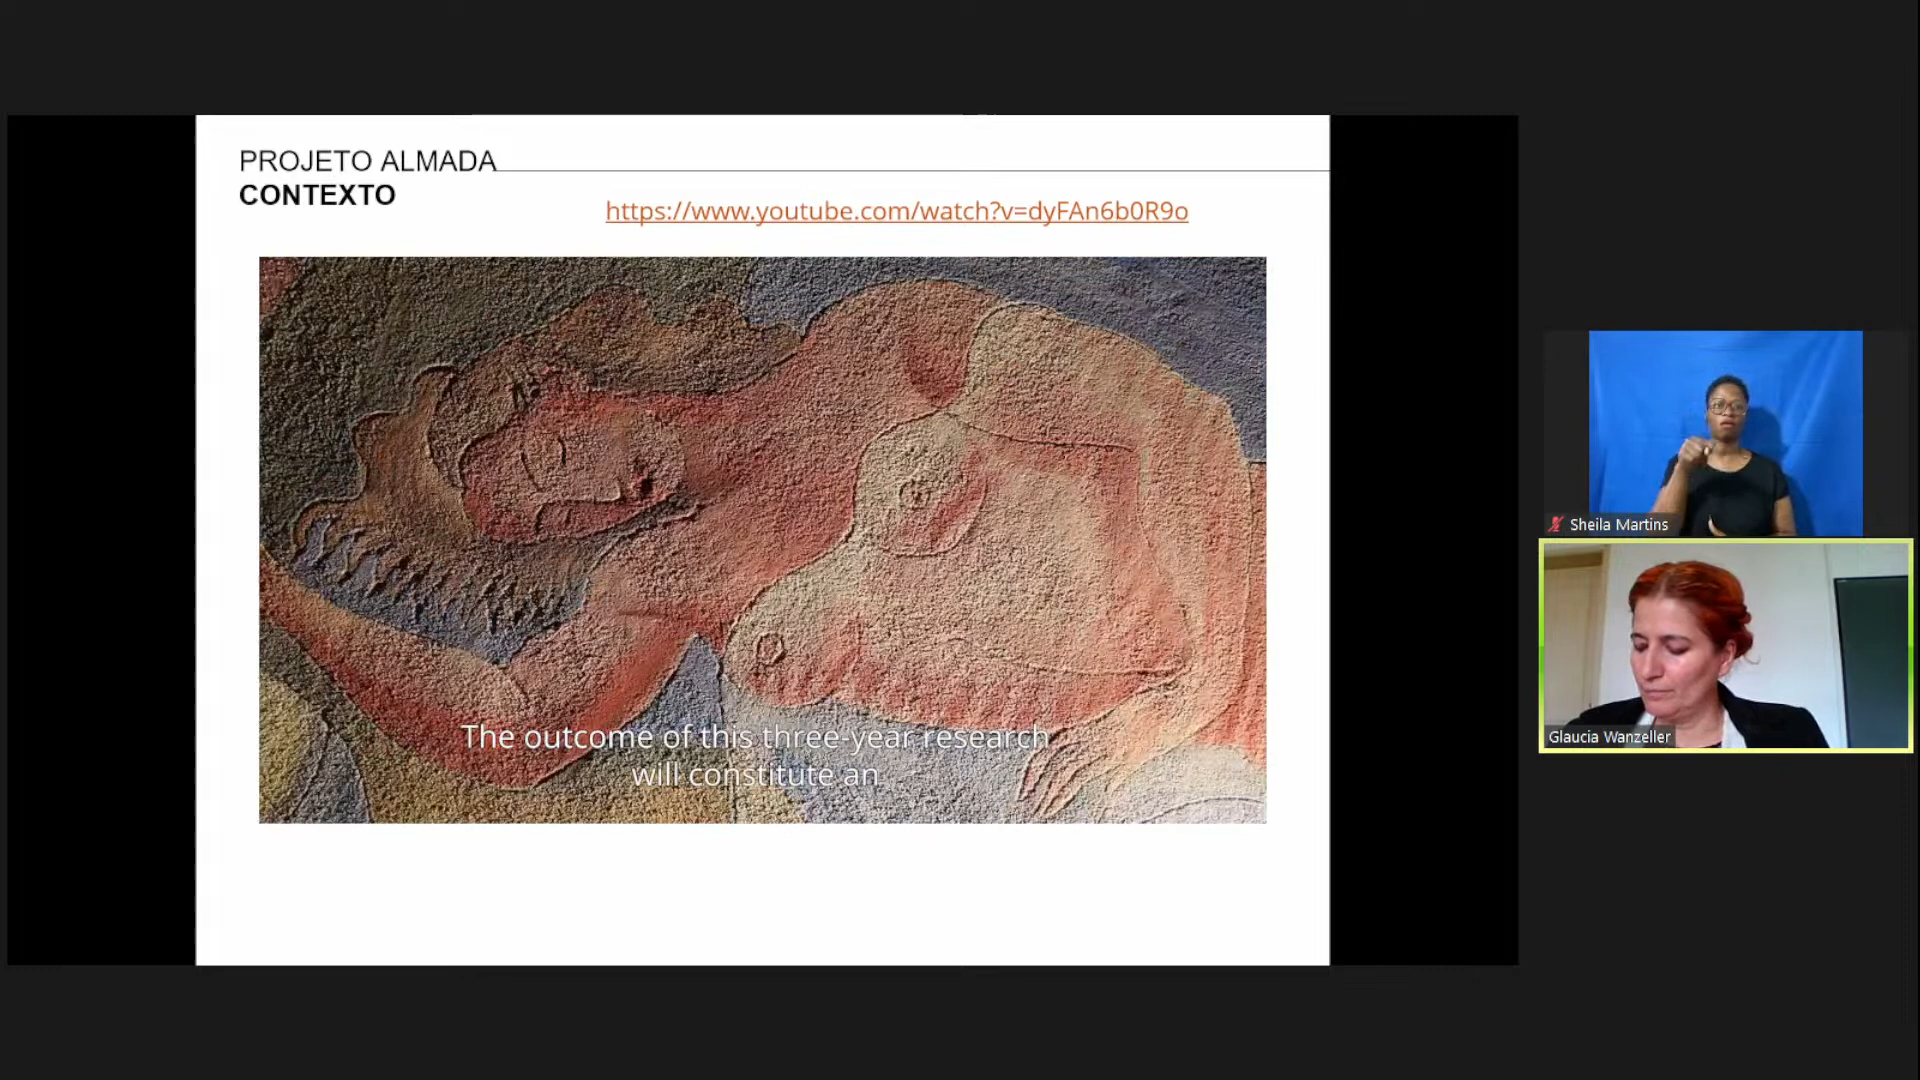 PROJETO ALMADA
CONTEXTO
https://www.youtube.com/watch?v=dyFAn6b0R9o
The outcome of this three-year research
will constitute an
Sheila Martins
Glaucia Wanzeller